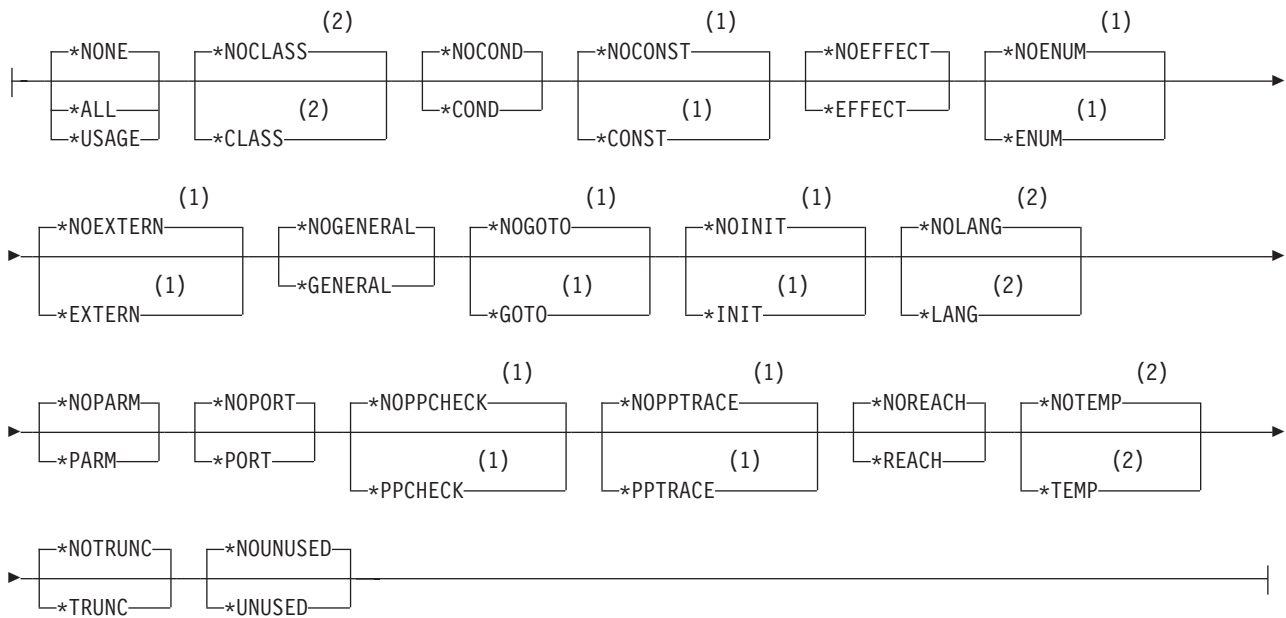 (2) (1) (1)
*NONE *NOCLASS *NOCOND *NOCONST *NOEFFECT *NOENUM
*ALL (2) *COND (1) *EFFECT (1)
*USAGE *CLASS *CONST *ENUM
(1) (1) (1) (2)
*NOEXTERN *NOGENERAL *NOGOTO *NOINIT *NOLANG
(1) *GENERAL (1) (1) (2)
*EXTERN *GOTO *INIT *LANG
(1) (1) (2)
*NOPARM *NOPORT *NOPPCHECK *NOPPTRACE *NOREACH *NOTEMP
*PARM *PORT (1) (1) *REACH (2)
*PPCHECK *PPTRACE *TEMP
*NOTRUNC *NOUNUSED
*TRUNC *UNUSED